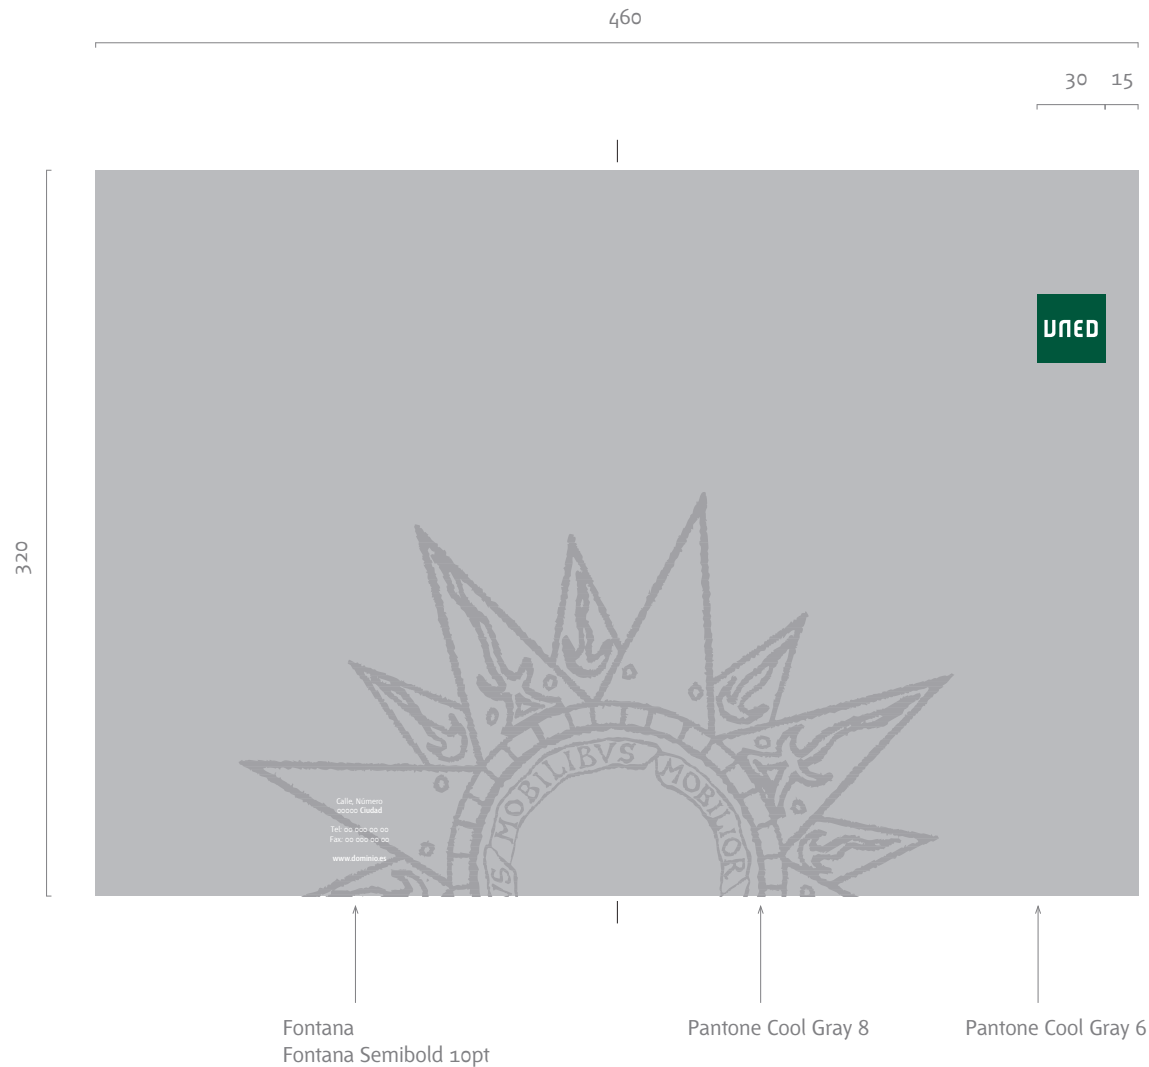 460
30 15
320
UNED
MOBILIBVS MOBILIOR
VS
Calle, Número
00000 Ciudad
Tel: 00 000 00 00
Fax: 00 000 00 00
www.dominio.es
Fontana
Fontana Semibold 10pt
Pantone Cool Gray 8
Pantone Cool Gray 6